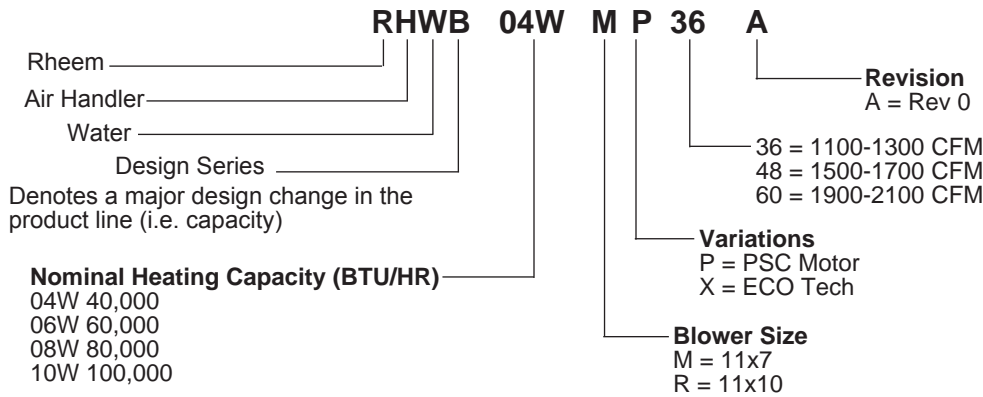 RHWB 04W M P 36 A
Rheem
Air Handler
Water
Design Series
Denotes a major design change in the
product line (i.e. capacity)
Nominal Heating Capacity (BTU/HR)
04W 40,000
06W 60,000
08W 80,000
10W 100,000
Revision
A = Rev 0
36 = 1100-1300 CFM
48 = 1500-1700 CFM
60 = 1900-2100 CFM
Variations
P = PSC Motor
X = ECO Tech
Blower Size
M = 11x7
R = 11x10